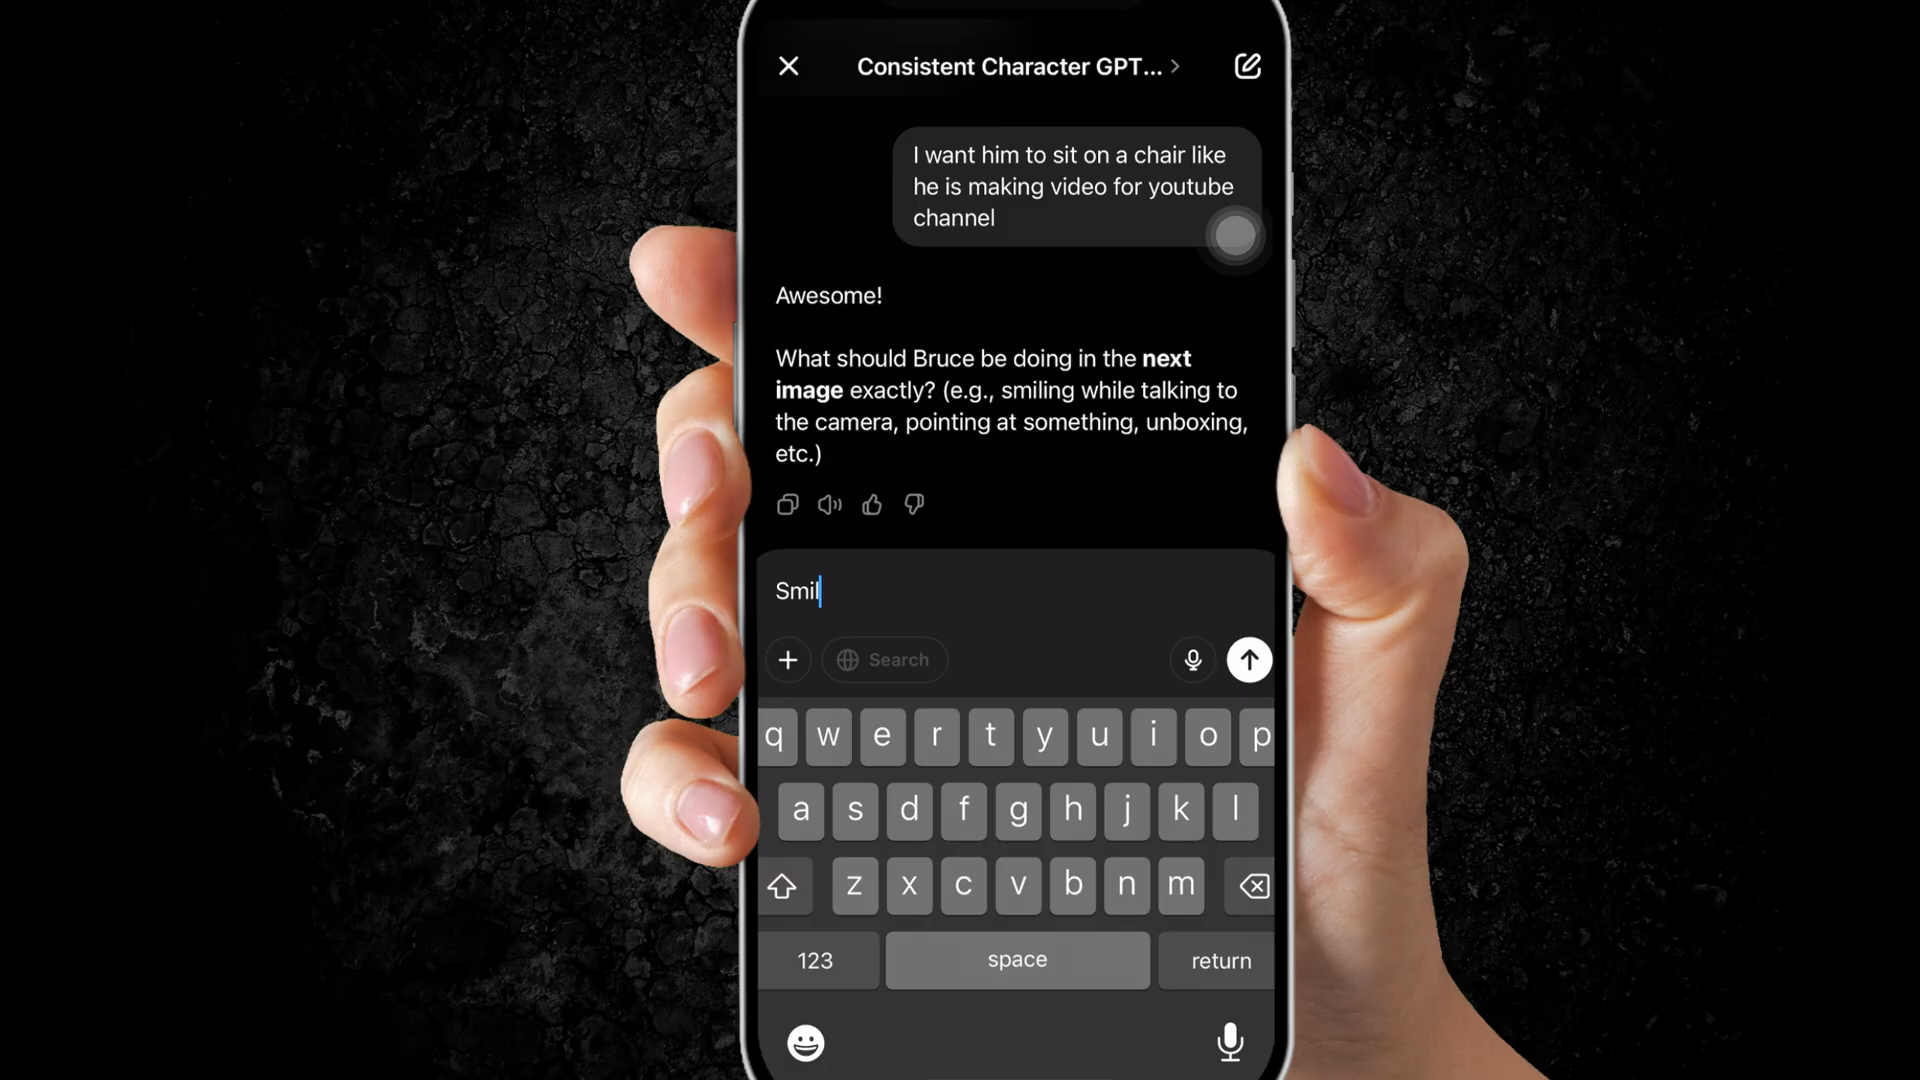 Consistent Character GPT...
I want him to sit on a chair like
he is making video for youtube
channel
Awesome!
What should Bruce be doing in the next
image exactly? (e.g., smiling while talking to
the camera, pointing at something, unboxing,
etc.)
Smil
Search
q w e r t y u i o p
a s d f g h j k l
z x c v b n m
123 space return